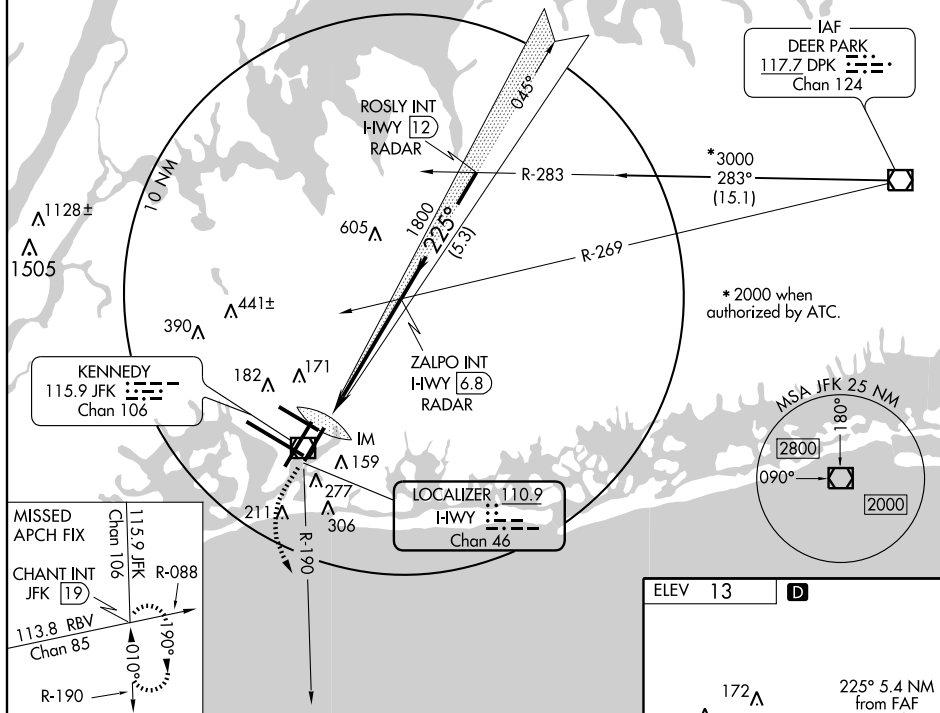 IAF
DEER PARK
117.7 DPK
Chan 124
ROSLY INT
I-IWY 12
RADAR
045°
10 NM
*3000
283°
(15.1)
R-283
1128±
1505
605
1800
225°
(5.3)
R-269
* 2000 when
authorized by ATC.
441±
390
ZALPO INT
I-IWY 6.8
RADAR
KENNEDY
115.9 JFK
Chan 106
182
171
IM
159
277
211
306
R-190
LOCALIZER 110.9
I-IWY
Chan 46
MSA JFK 25 NM
180°
2800
090°
2000
MISSED
APCH FIX
115.9 JFK
Chan 106
CHANT INT
JFK 19
R-088
113.8 RBV
Chan 85
190°
010°
R-190
ELEV 13
D
172
225° 5.4 NM
from FAF